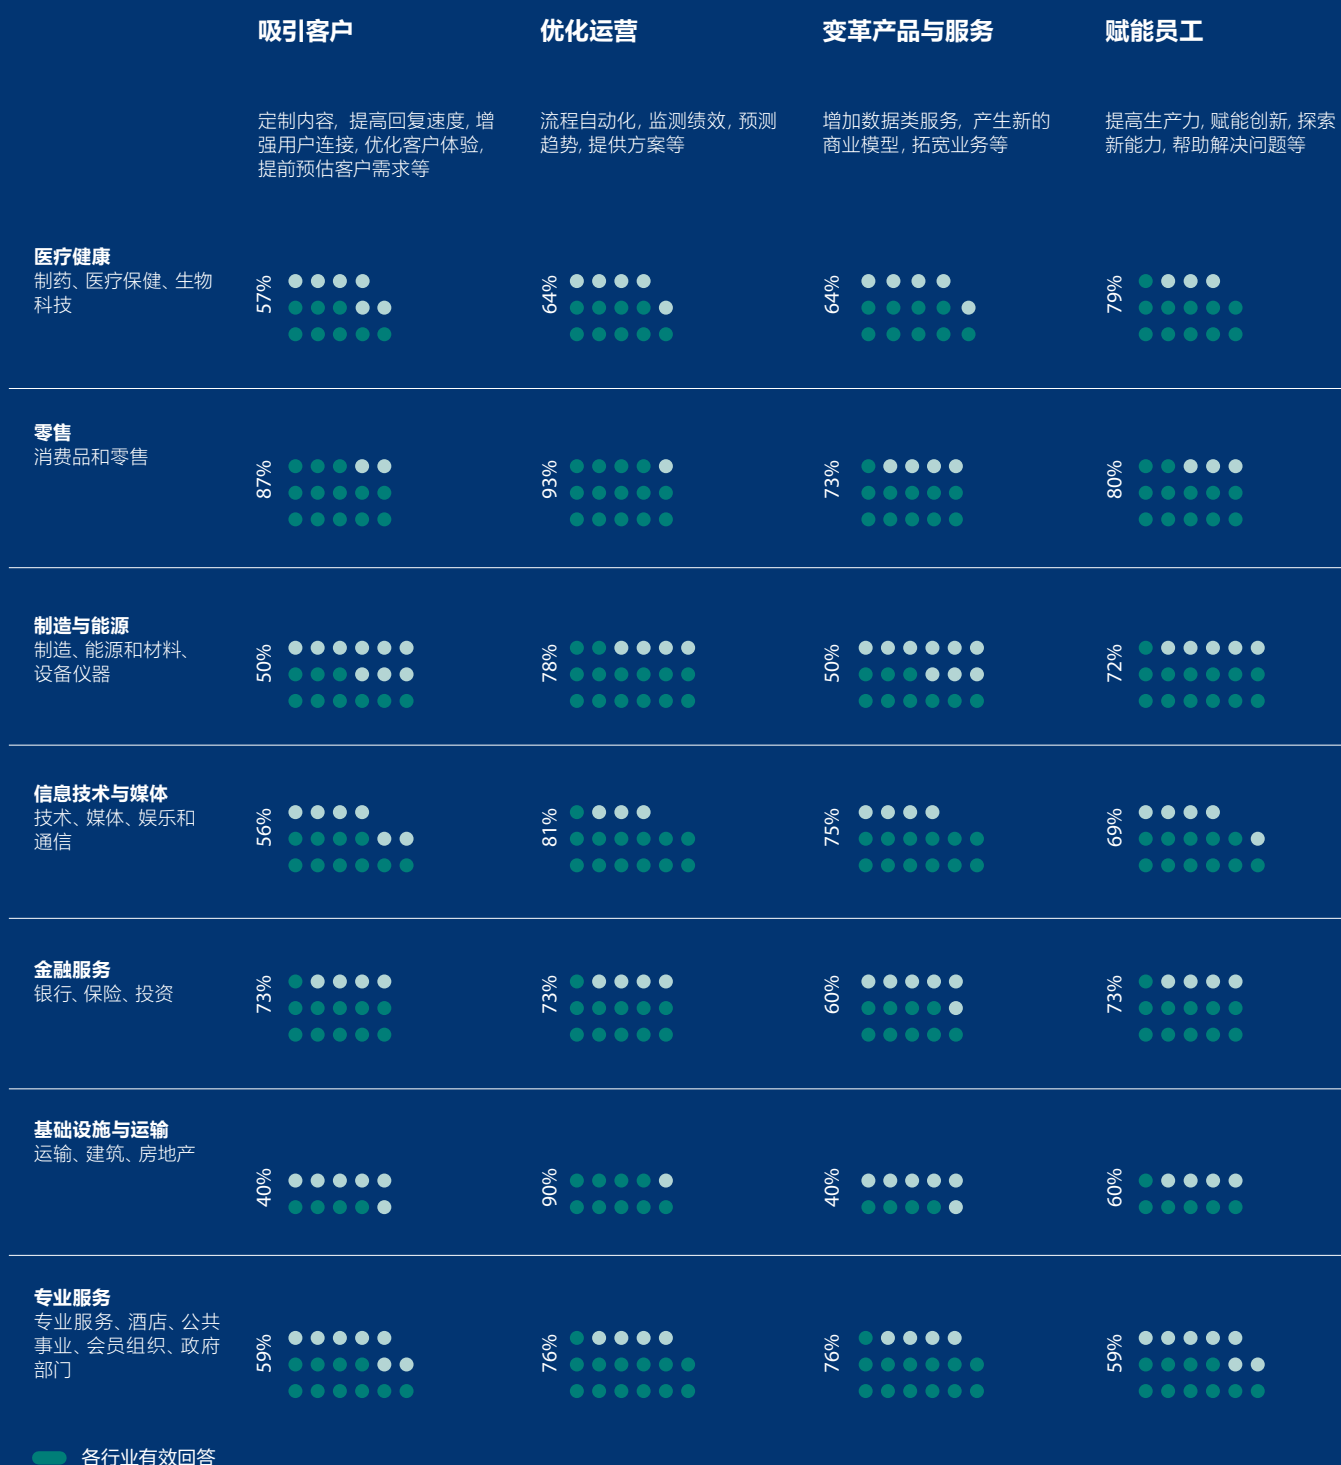 吸引客户
优化运营
变革产品与服务
赋能员工
定制内容, 提高回复速度, 增
强用户连接, 优化客户体验,
提前预估客户需求等
流程自动化, 监测绩效, 预测
趋势, 提供方案等
增加数据类服务, 产生新的
商业模型, 拓宽业务等
提高生产力, 赋能创新, 探索
新能力, 帮助解决问题等
医疗健康
制药、医疗保健、生物
科技
57%
64%
64%
79%
零售
消费品和零售
87%
93%
73%
80%
制造与能源
制造、能源和材料、
设备仪器
50%
78%
50%
72%
信息技术与媒体
技术、媒体、娱乐和
通信
56%
81%
75%
69%
金融服务
银行、保险、投资
73%
73%
60%
73%
基础设施与运输
运输、建筑、房地产
40%
90%
40%
60%
专业服务
专业服务、酒店、公共
事业、会员组织、政府
部门
59%
76%
76%
59%
各行业有效回答